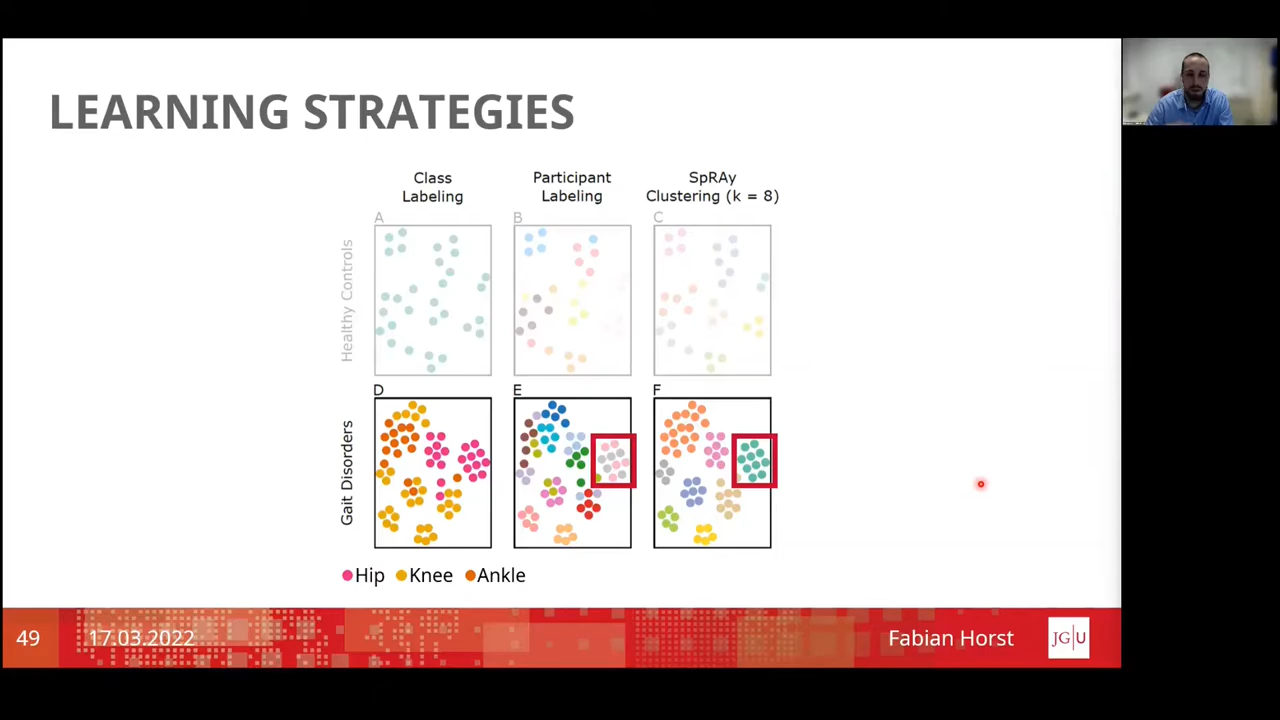 LEARNING STRATEGIES
Class
Labeling
Participant
Labeling
SpRAy
Clustering (k = 8)
A
B
C
Healthy Controls
D
E
F
Gait Disorders
Hip
Knee
Ankle
49
17.03.2022
Fabian Horst
JG|U